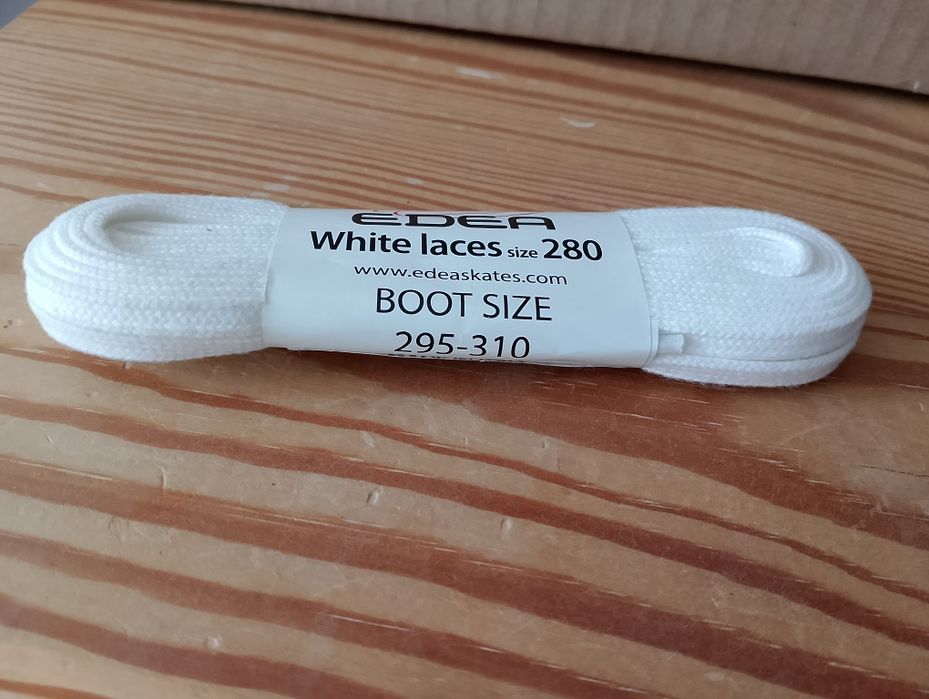 EDEA
White laces size 280
www.edeaskates.com
BOOT SIZE
295-310